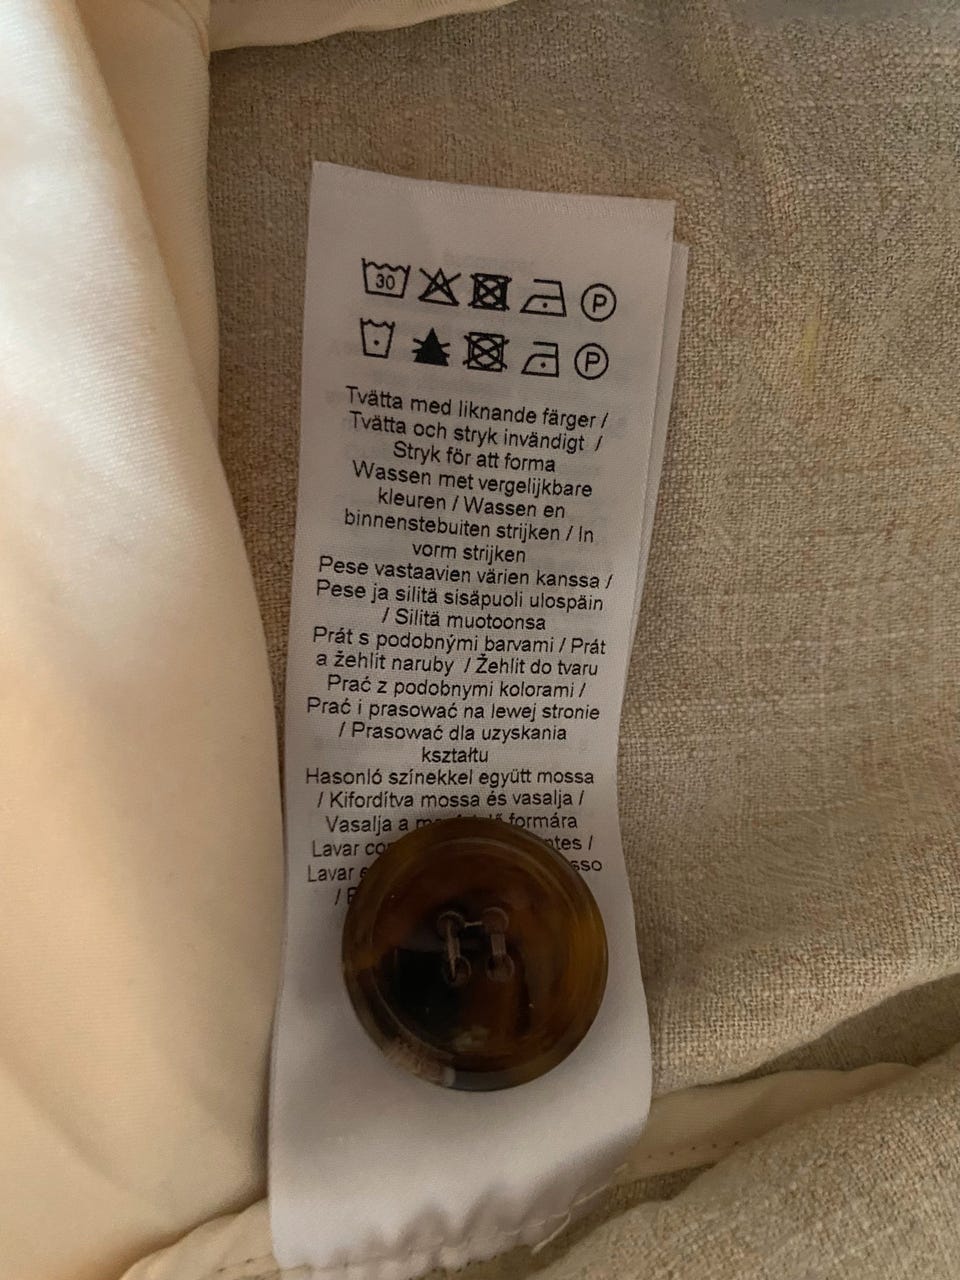 30 P
P
Tvätta med liknande färger /
Tvätta och stryk invändigt /
Stryk för att forma
Wassen met vergelijkbare
kleuren / Wassen en
binnenstebuiten strijken / In
vorm strijken
Pese vastaavien värien kanssa /
Pese ja silitä sisäpuoli ulospäin
/ Silitä muotoonsa
Prát s podobnými barvami / Prát
a žehlit naruby / Žehlit do tvaru
Prać z podobnymi kolorami /
Prać i prasować na lewej stronie
/ Prasować dla uzyskania
kształtu
Hasonló színekkel együtt mossa
/ Kifordítva mossa és vasalja /
Vasalja a formára
Lavar /
Lavar
/